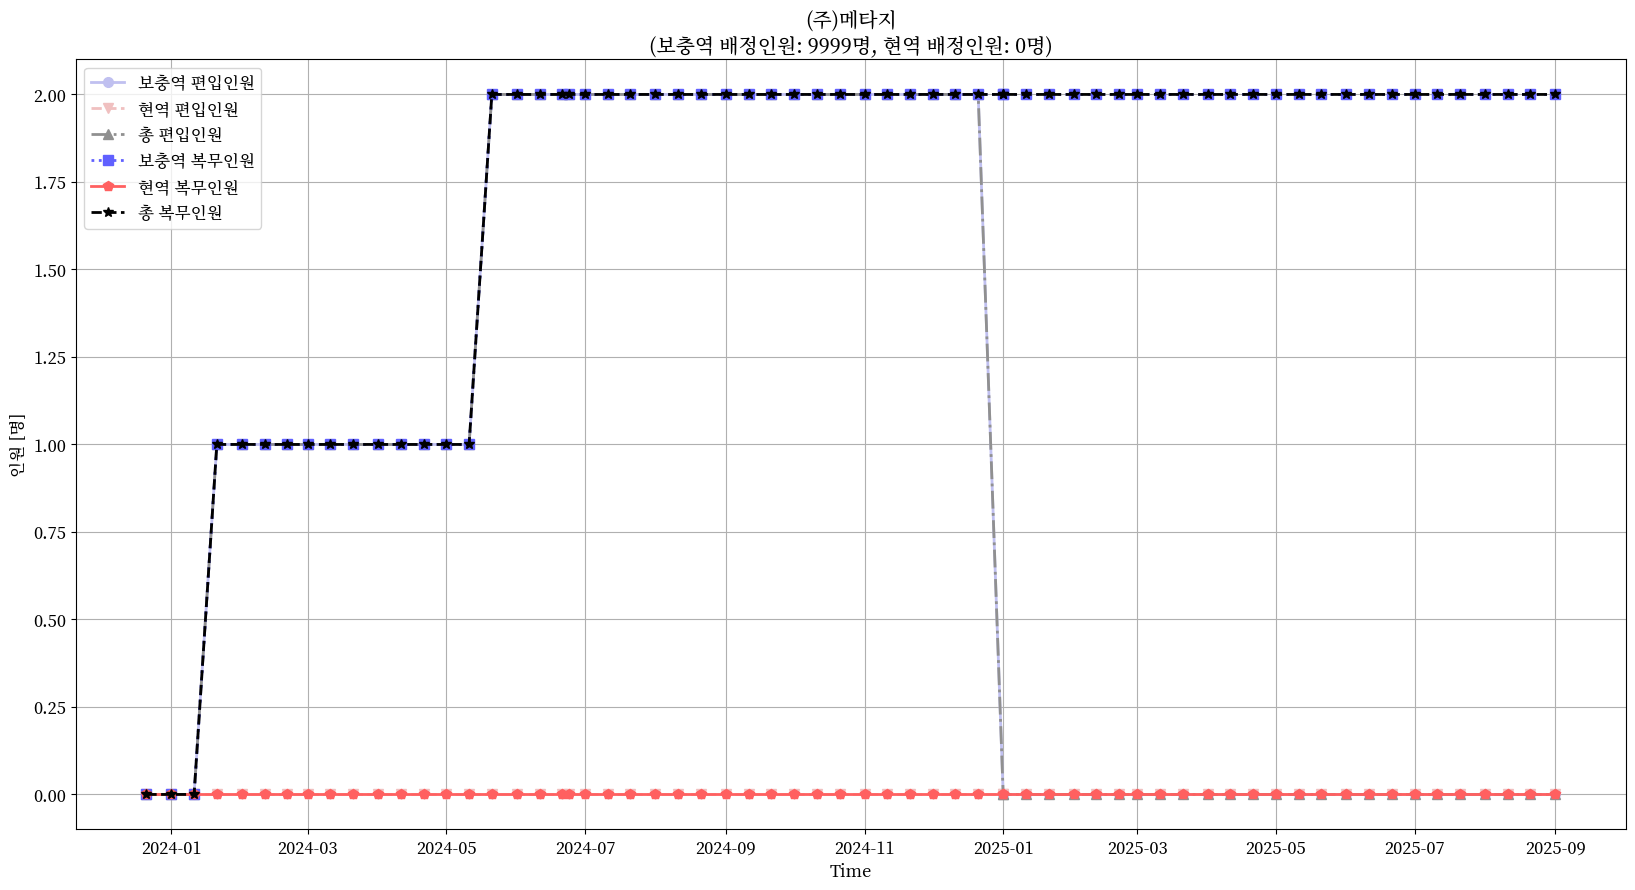 (주)메타지
(보충역 배정인원: 9999명, 현역 배정인원: 0명)
보충역 편입인원
현역 편입인원
총 편입인원
보충역 복무인원
현역 복무인원
총 복무인원
2.00
1.75
1.50
1.25
1.00
0.75
0.50
0.25
0.00
인원 [명]
2024-01 2024-03 2024-05 2024-07 2024-09 2024-11 2025-01 2025-03 2025-05 2025-07 2025-09
Time